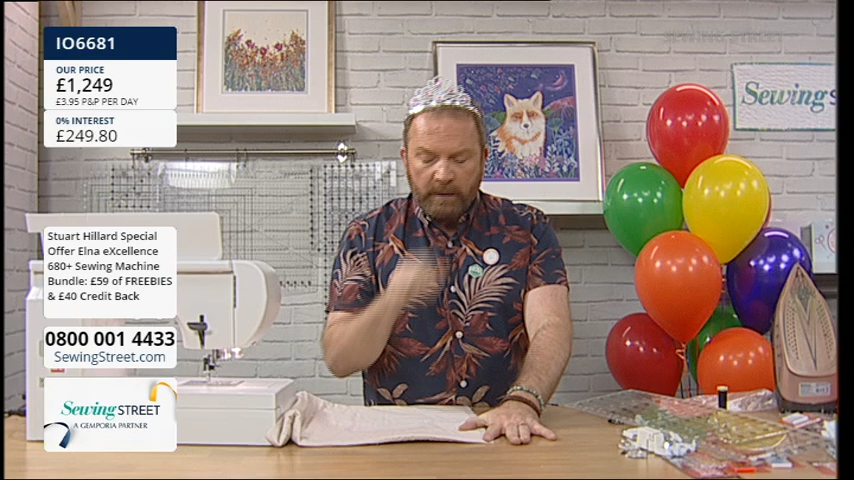 IO6681
OUR PRICE
£1,249
£3.95 P&P PER DAY
0% INTEREST
£249.80
Stuart Hillard Special
Offer Elna eXcellence
680+ Sewing Machine
Bundle: £59 of FREEBIES
& £40 Credit Back
0800 001 4433
SewingStreet.com
Sewing STREET
A GEMPORIA PARTNER
SEWING STREET
SewingS